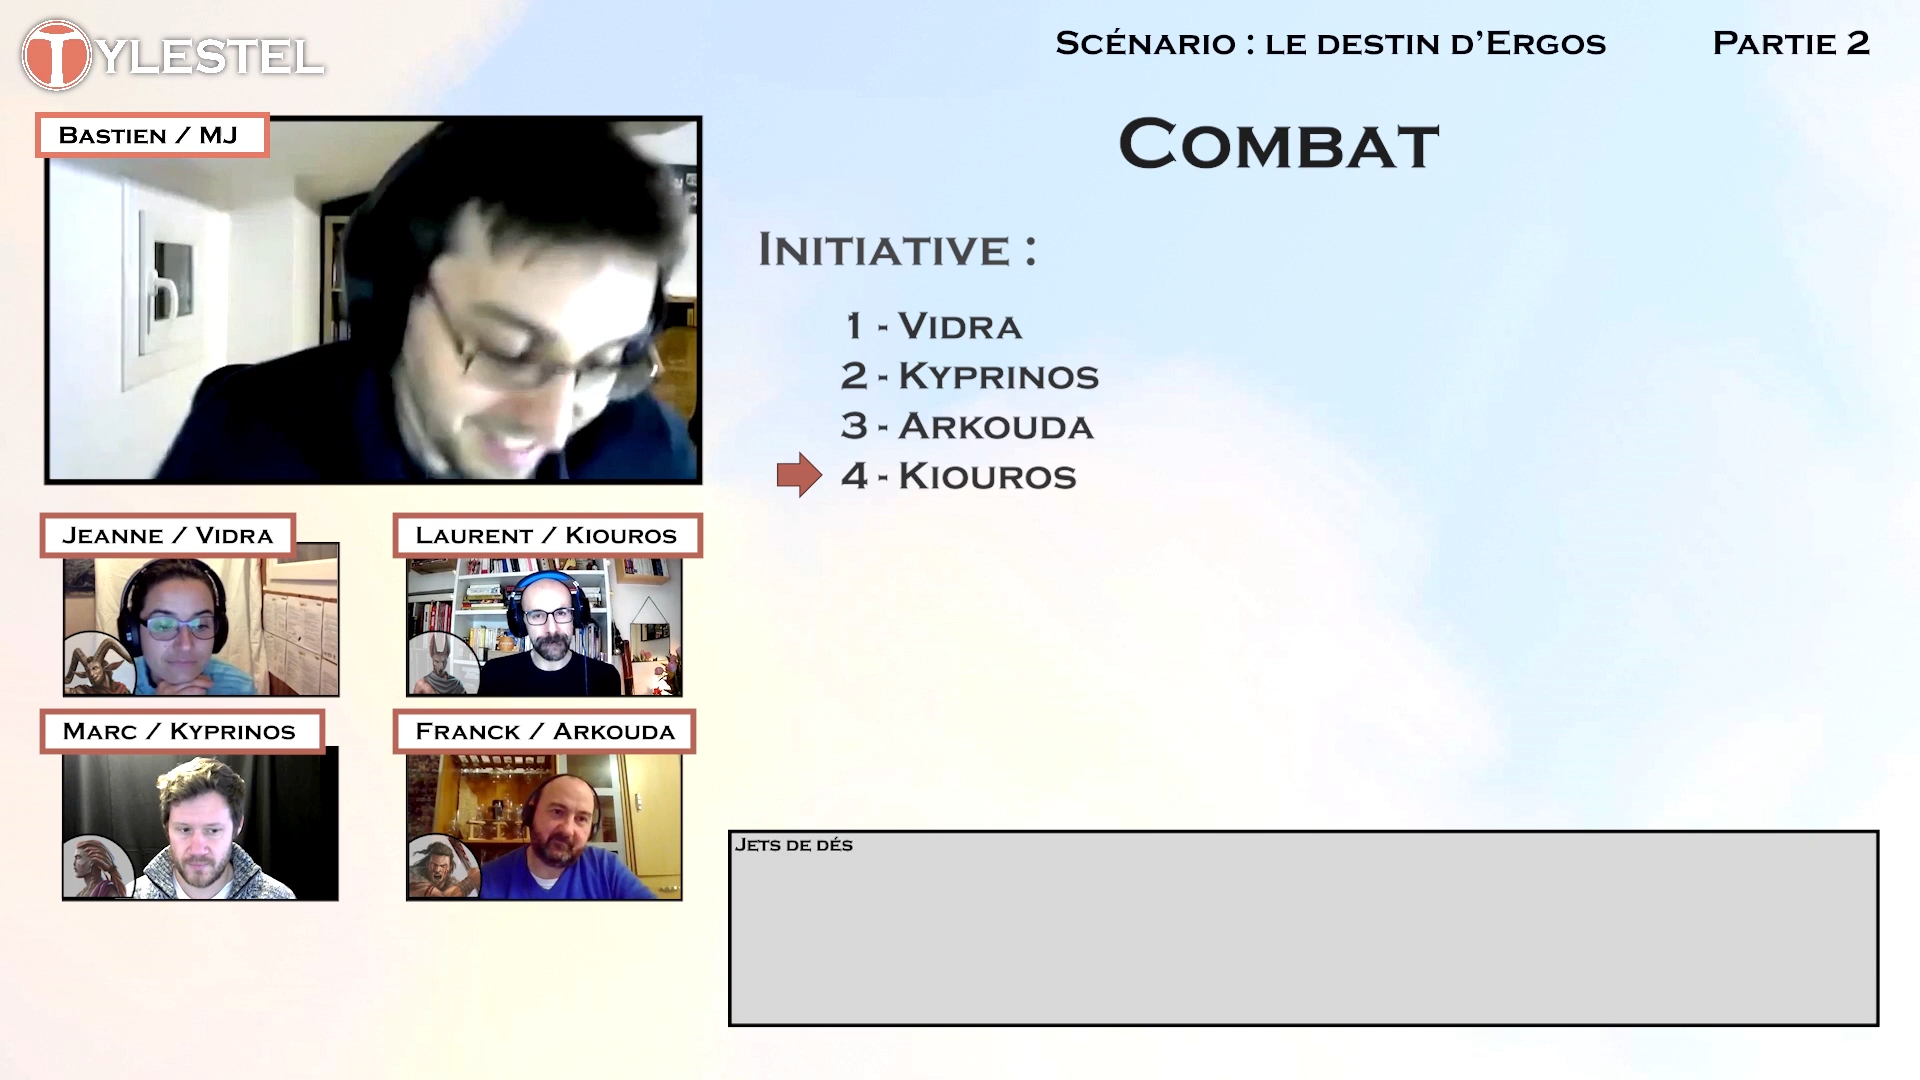 TYLESTEL
Scénario : le destin d’Ergos
Partie 2
Bastien / MJ
Combat
Initiative :
1 - Vidra
2 - Kyprinos
3 - Arkouda
4 - Kiouros
Jeanne / Vidra
Laurent / Kiouros
Marc / Kyprinos
Franck / Arkouda
Jets de dés